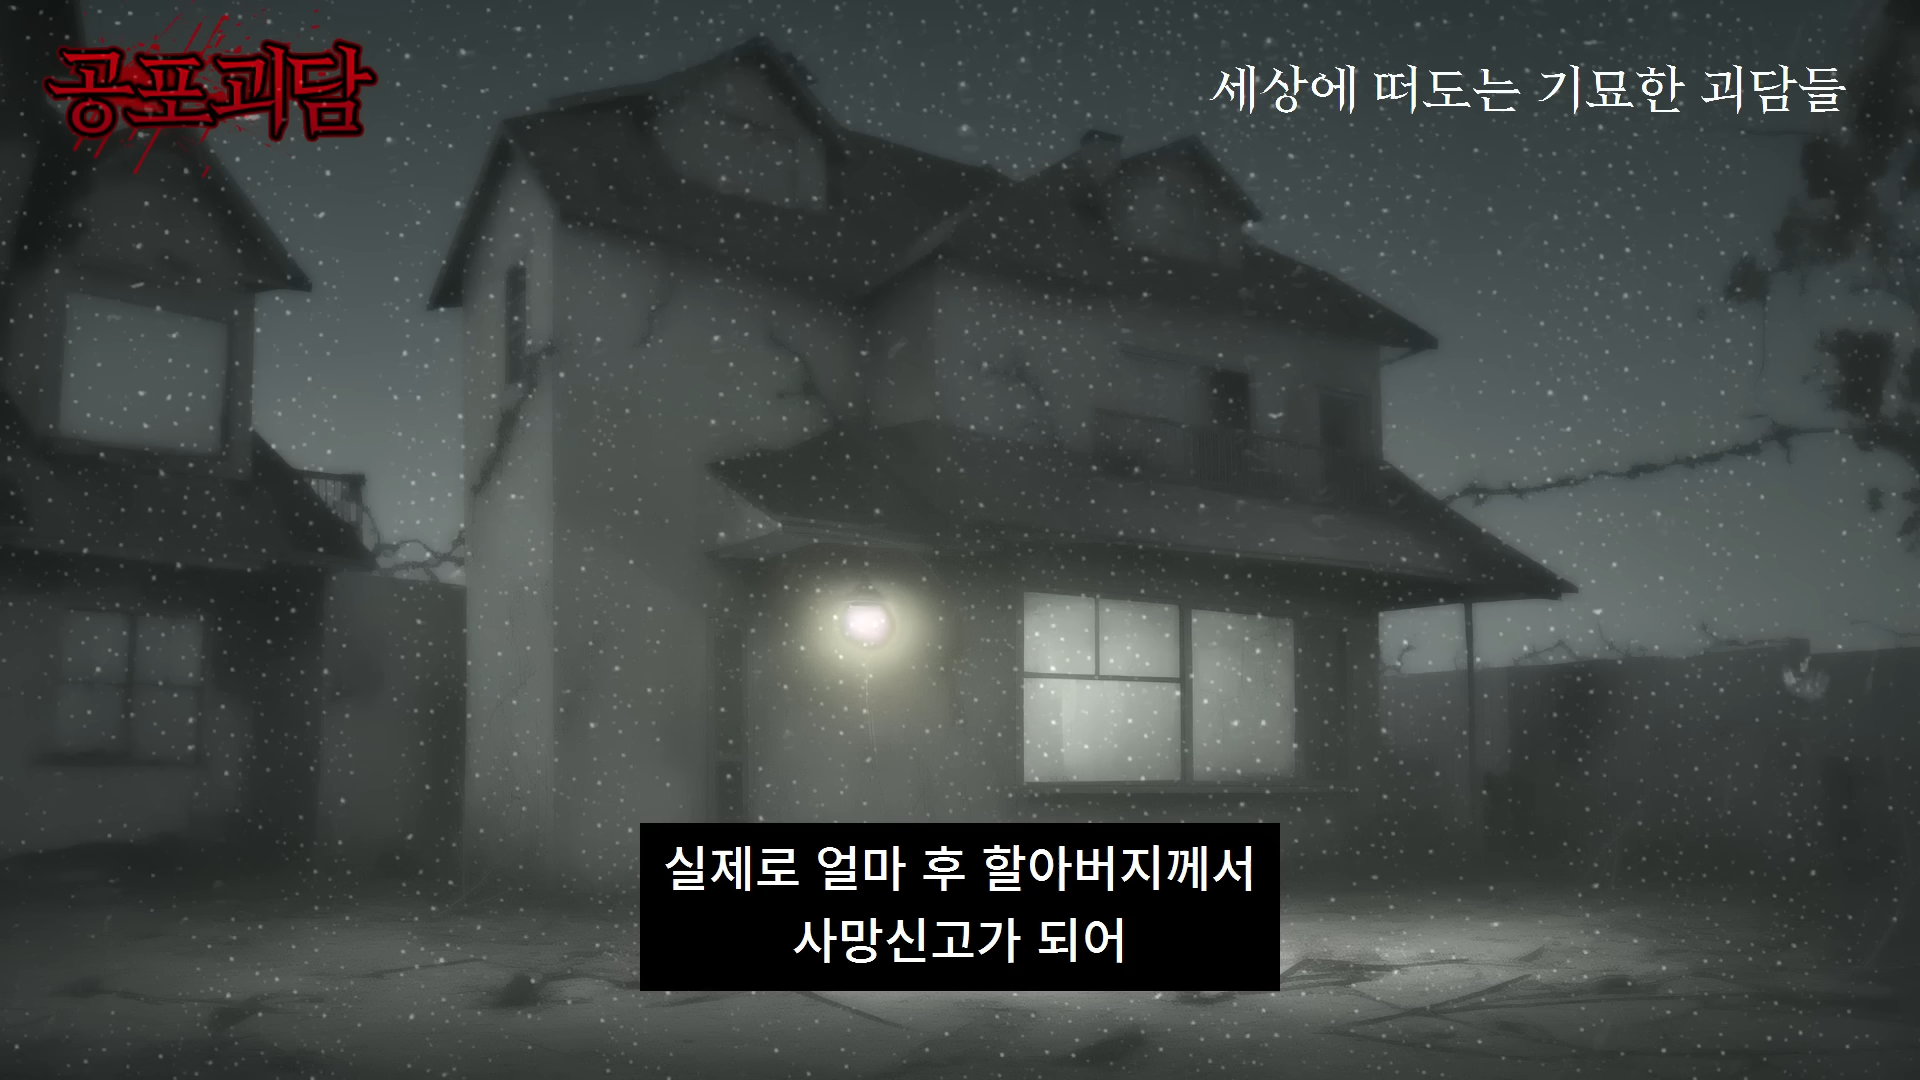 공포괴담
세상에 떠도는 기묘한 괴담들
실제로 얼마 후 할아버지께서
사망신고가 되어